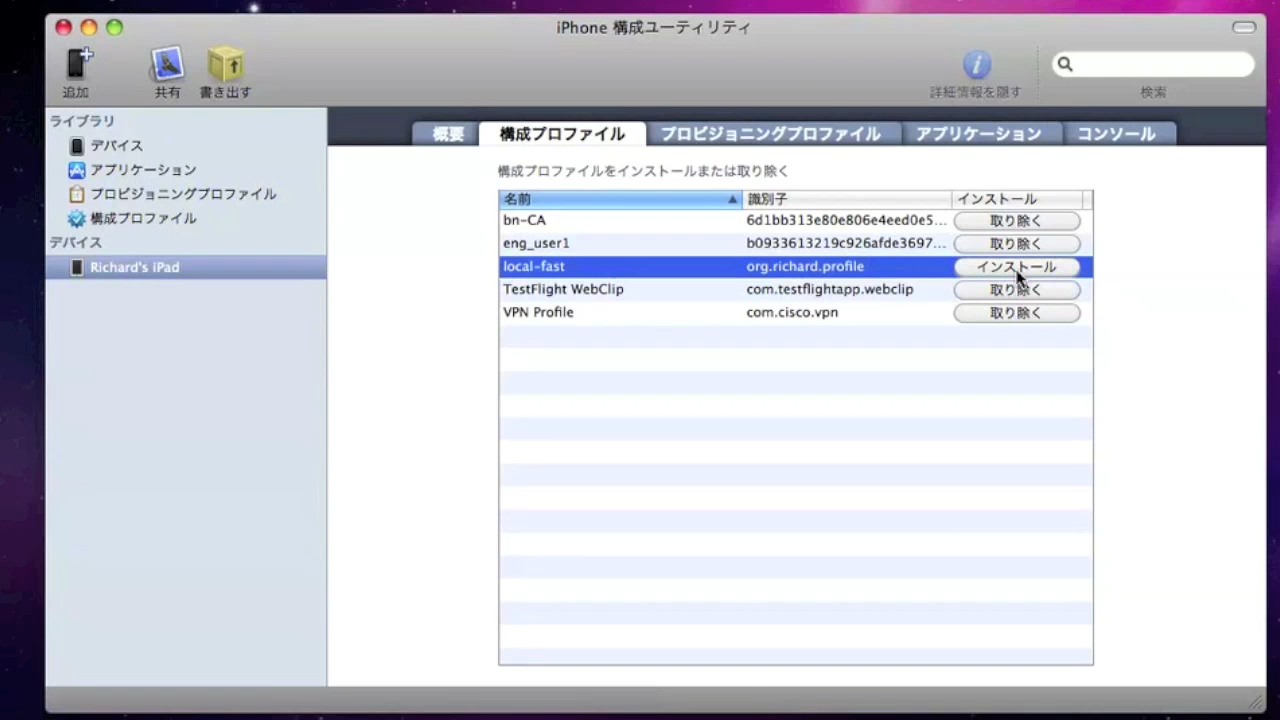 iPhone 構成ユーティリティ
追加
共有
書き出す
詳細情報を隠す
検索
ライブラリ
デバイス
アプリケーション
プロビジョニングプロファイル
構成プロファイル
デバイス
Richard's iPad
概要 構成プロファイル プロビジョニングプロファイル アプリケーション コンソール
構成プロファイルをインストールまたは取り除く
名前 識別子 インストール
bn-CA 6d1bb313e80e806e4eed0e5... 取り除く
eng_user1 b0933613219c926afde3697... 取り除く
local-fast org.richard.profile インストール
TestFlight WebClip com.testflightapp.webclip 取り除く
VPN Profile com.cisco.vpn 取り除く